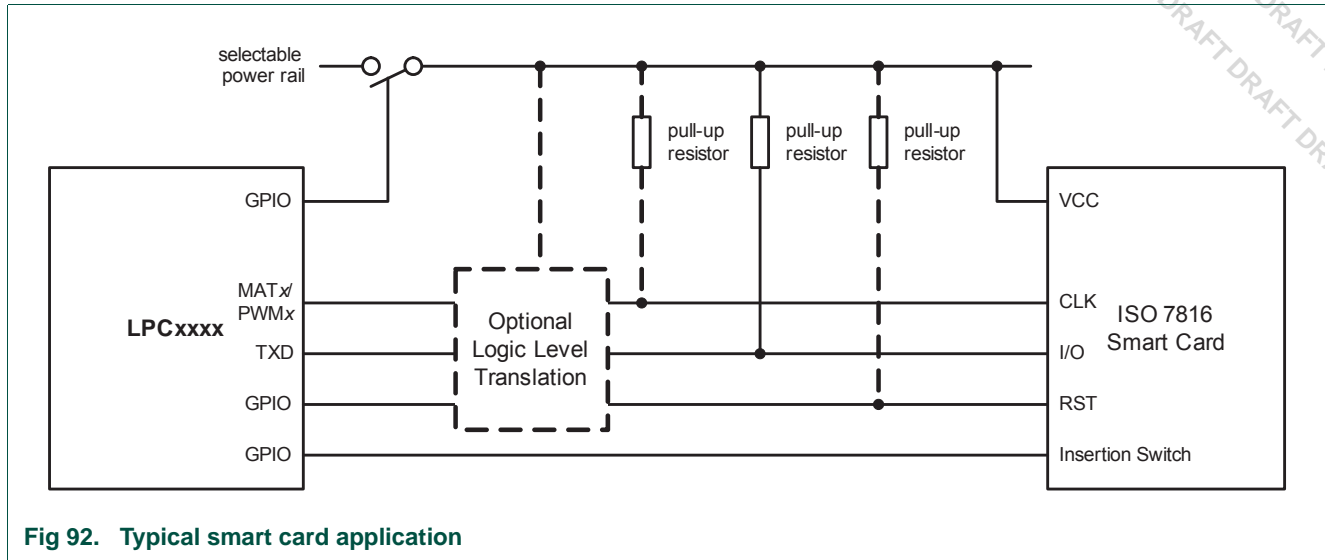 DRAFT
DRAFT DRAFT
selectable
power rail
pull-up
resistor
pull-up
resistor
pull-up
resistor
GPIO
VCC
MATx/
PWMx
CLK
LPCxxxx
Optional
Logic Level
Translation
ISO 7816
Smart Card
TXD
I/O
GPIO
RST
GPIO
Insertion Switch
Fig 92. Typical smart card application